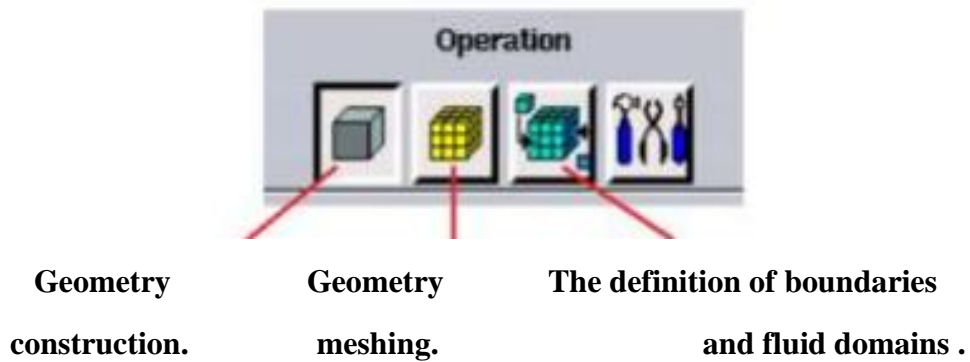 Operation
Geometry construction.
Geometry meshing.
The definition of boundaries and fluid domains .